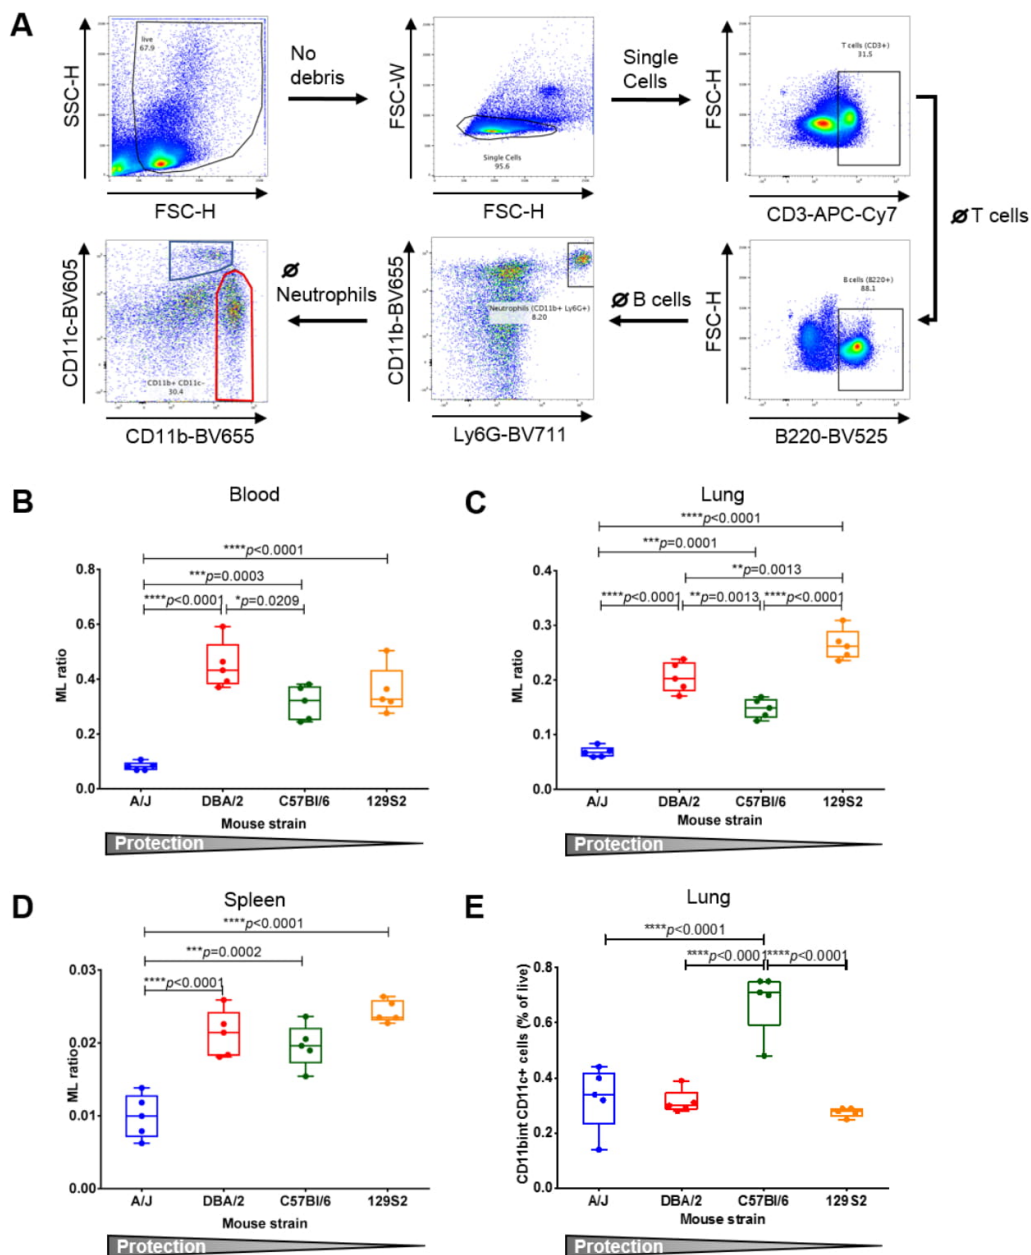 A
SSC-H
live
67.9
FSC-H
No
debris
FSC-W
Single Cells
95.6
FSC-H
Single
Cells
FSC-H
T cells (CD3+)
31.5
CD3-APC-Cy7
Ø T cells
CD11c-BV605
CD11b+ CD11c-
30.4
CD11b-BV655
Ø
Neutrophils
CD11b-BV655
Neutrophils (CD11b+ Ly6G+)
8.20
Ly6G-BV711
Ø B cells
FSC-H
B cells (B220+)
88.1
B220-BV525
B
Blood
****p<0.0001
***p=0.0003
****p<0.0001
*p=0.0209
ML ratio
0.8
0.6
0.4
0.2
0.0
A/J DBA/2 C57Bl/6 129S2
Mouse strain
Protection
C
Lung
****p<0.0001
***p=0.0001
**p=0.0013
****p<0.0001 **p=0.0013 ****p<0.0001
ML ratio
0.4
0.3
0.2
0.1
0.0
A/J DBA/2 C57Bl/6 129S2
Mouse strain
Protection
D
Spleen
****p<0.0001
***p=0.0002
****p<0.0001
ML ratio
0.03
0.02
0.01
0.00
A/J DBA/2 C57Bl/6 129S2
Mouse strain
Protection
E
Lung
****p<0.0001
****p<0.0001 ****p<0.0001
CD11bint CD11c+ cells (% of live)
0.8
0.6
0.4
0.2
0.0
A/J DBA/2 C57Bl/6 129S2
Mouse strain
Protection